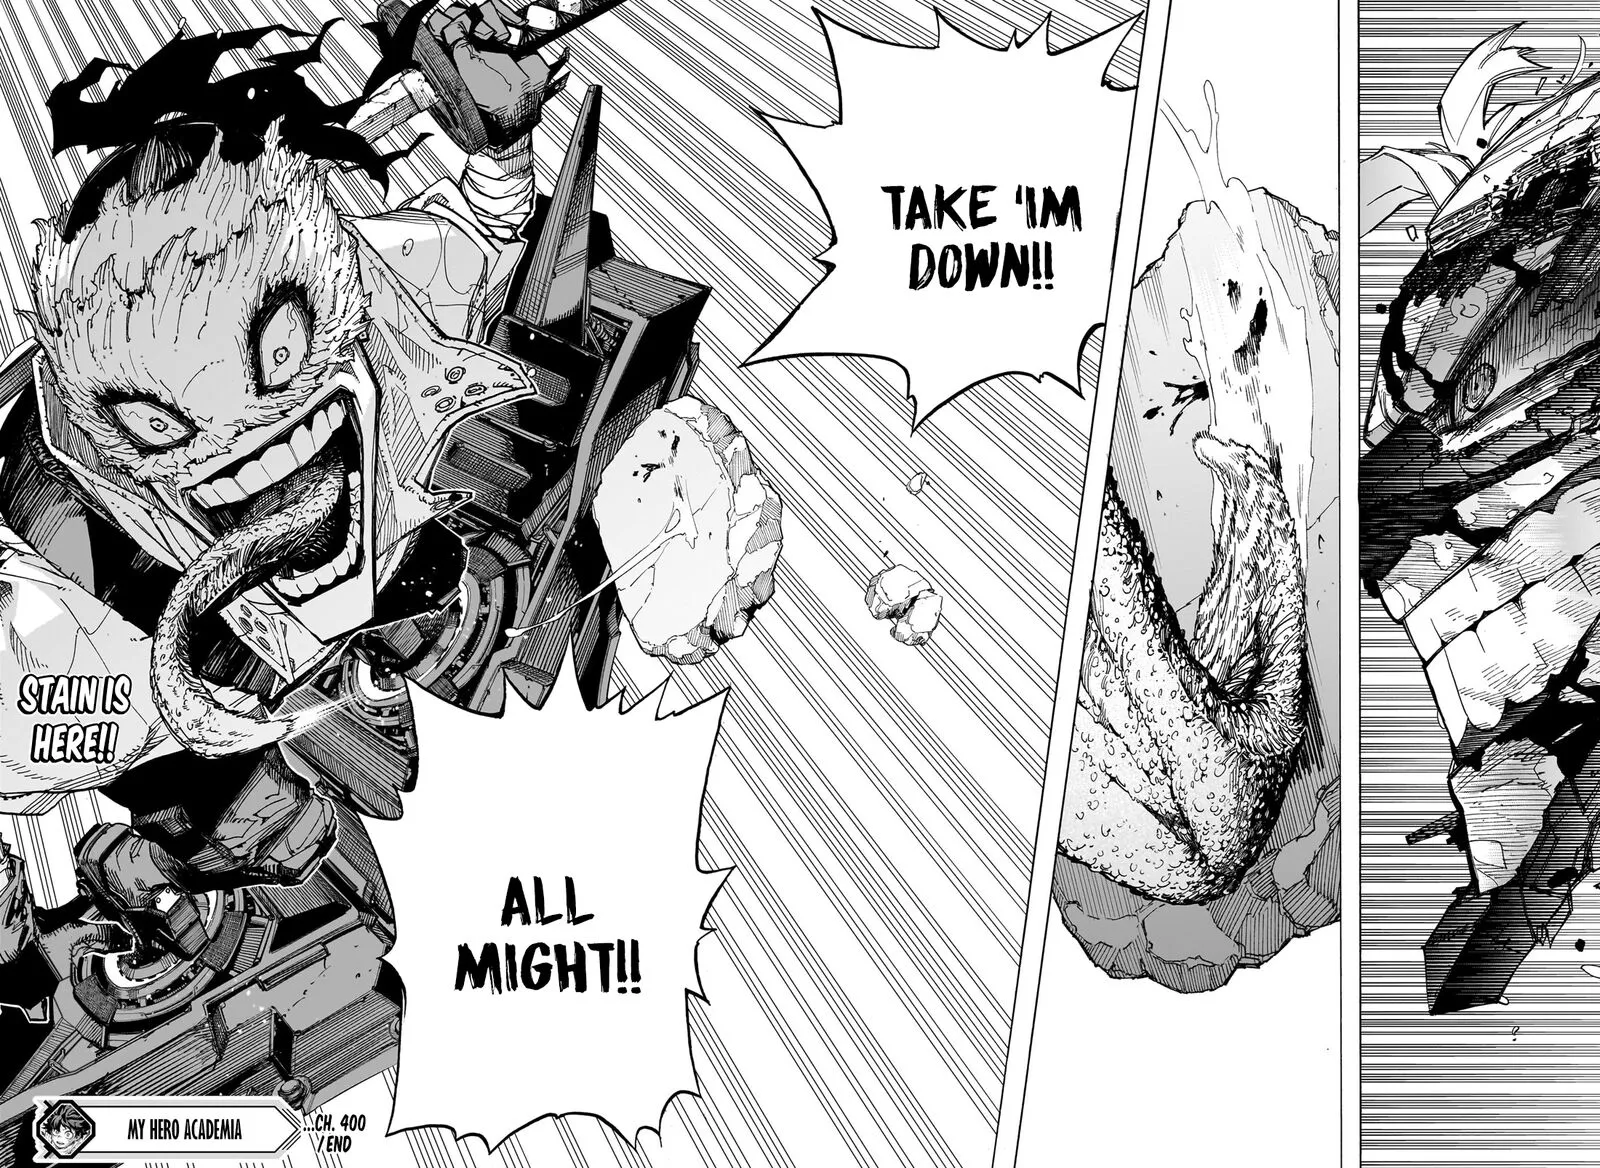 TAKE 'IM
DOWN!!
ALL
MIGHT!!
STAIN IS
HERE!!
MY HERO ACADEMIA
...CH. 400
/ END